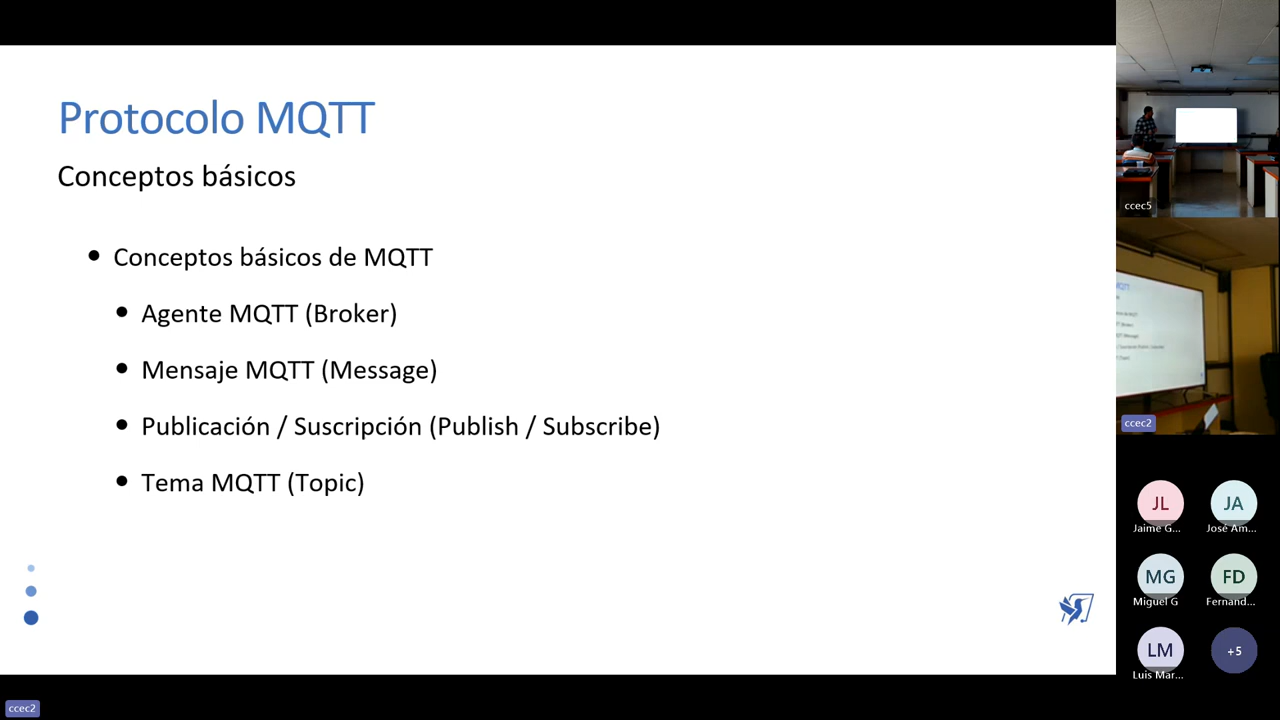 Protocolo MQTT
Conceptos básicos
• Conceptos básicos de MQTT
• Agente MQTT (Broker)
• Mensaje MQTT (Message)
• Publicación / Suscripción (Publish / Subscribe)
• Tema MQTT (Topic)
ccec2
ccec5
ccec2
JL
Jaime G...
JA
José Am...
MG
Miguel G
FD
Fernand...
LM
Luis Mar...
+5